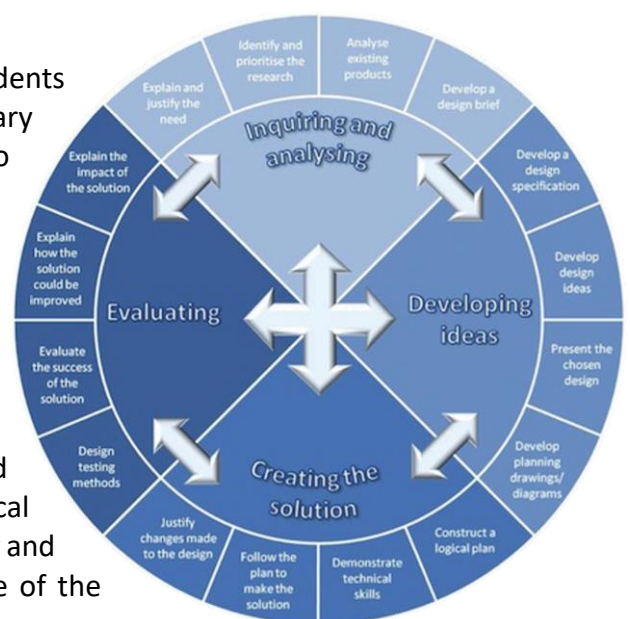 dents
ary
o
d
cal
and
e of the
Inquiring and
analysing
Explain and
justify the
need
Identify and
prioritise the
research
Analyse
existing
products
Develop a
design brief
Developing
ideas
Develop a
design
specification
Develop
design
ideas
Present the
chosen
design
Develop
planning
drawings/
diagrams
Creating the
solution
Construct a
logical plan
Demonstrate
technical
skills
Follow the
plan to
make the
solution
Justify
changes made
to the design
Evaluating
Design
testing
methods
Evaluate
the success
of the
solution
Explain
how the
solution
could be
improved
Explain the
impact of
the solution